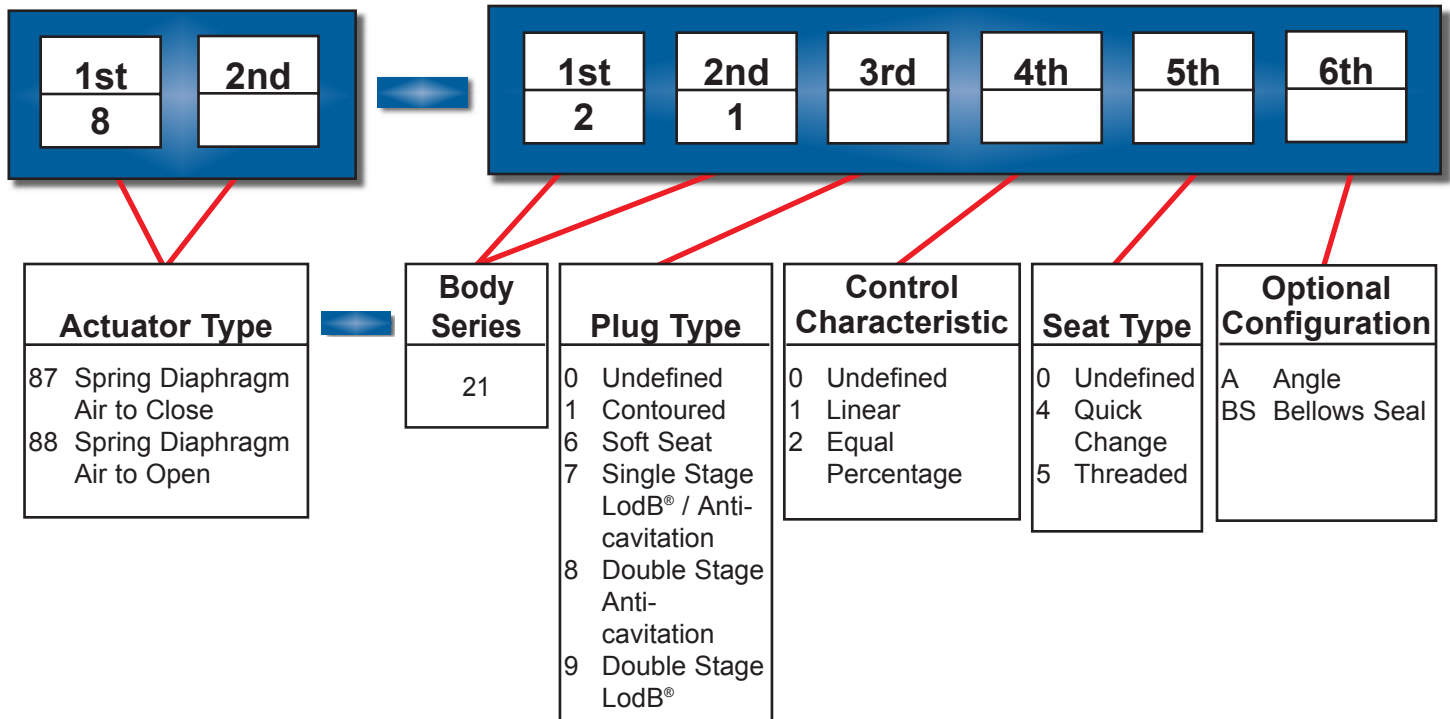 1st 2nd
8
1st 2nd 3rd 4th 5th 6th
2 1
Actuator Type
87 Spring Diaphragm
Air to Close
88 Spring Diaphragm
Air to Open
Body
Series
21
Plug Type
0 Undefined
1 Contoured
6 Soft Seat
7 Single Stage
LodB® / Anti-
cavitation
8 Double Stage
Anti-
cavitation
9 Double Stage
LodB®
Control
Characteristic
0 Undefined
1 Linear
2 Equal
Percentage
Seat Type
0 Undefined
4 Quick
Change
5 Threaded
Optional
Configuration
A Angle
BS Bellows Seal